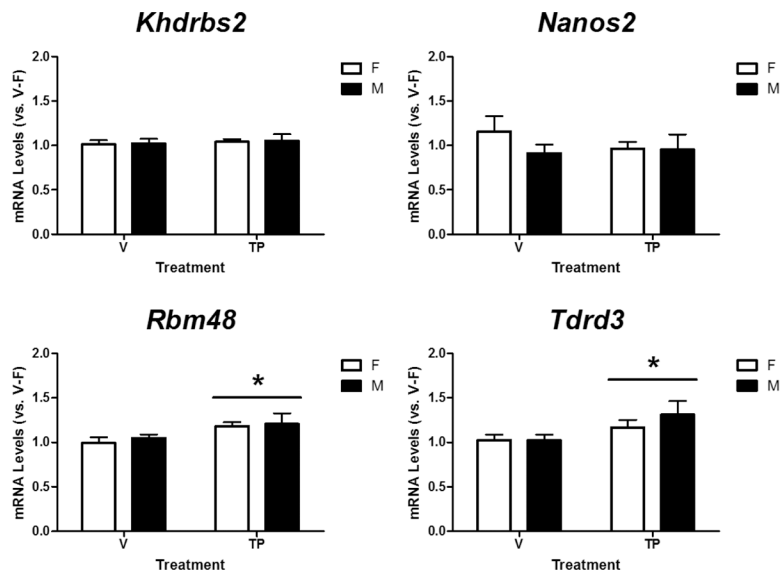 Khdrbs2
mRNA Levels (vs. V-F)
2.0
1.5
1.0
0.5
0.0
V
TP
Treatment
F
M
Nanos2
mRNA Levels (vs. V-F)
2.0
1.5
1.0
0.5
0.0
V
TP
Treatment
F
M
Rbm48
mRNA Levels (vs. V-F)
2.0
1.5
1.0
0.5
0.0
*
V
TP
Treatment
F
M
Tdrd3
mRNA Levels (vs. V-F)
2.0
1.5
1.0
0.5
0.0
*
V
TP
Treatment
F
M